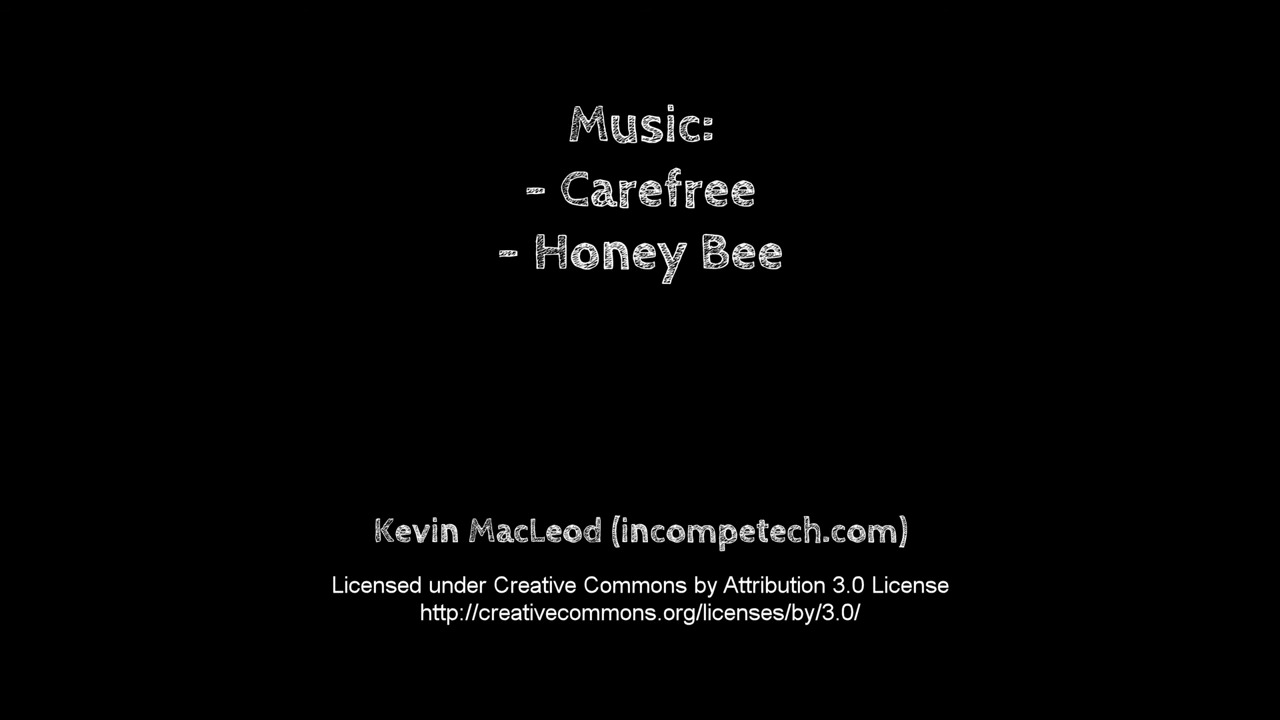 Music:
- Carefree
- Honey Bee
Kevin MacLeod (incompetech.com)
Licensed under Creative Commons by Attribution 3.0 License
http://creativecommons.org/licenses/by/3.0/